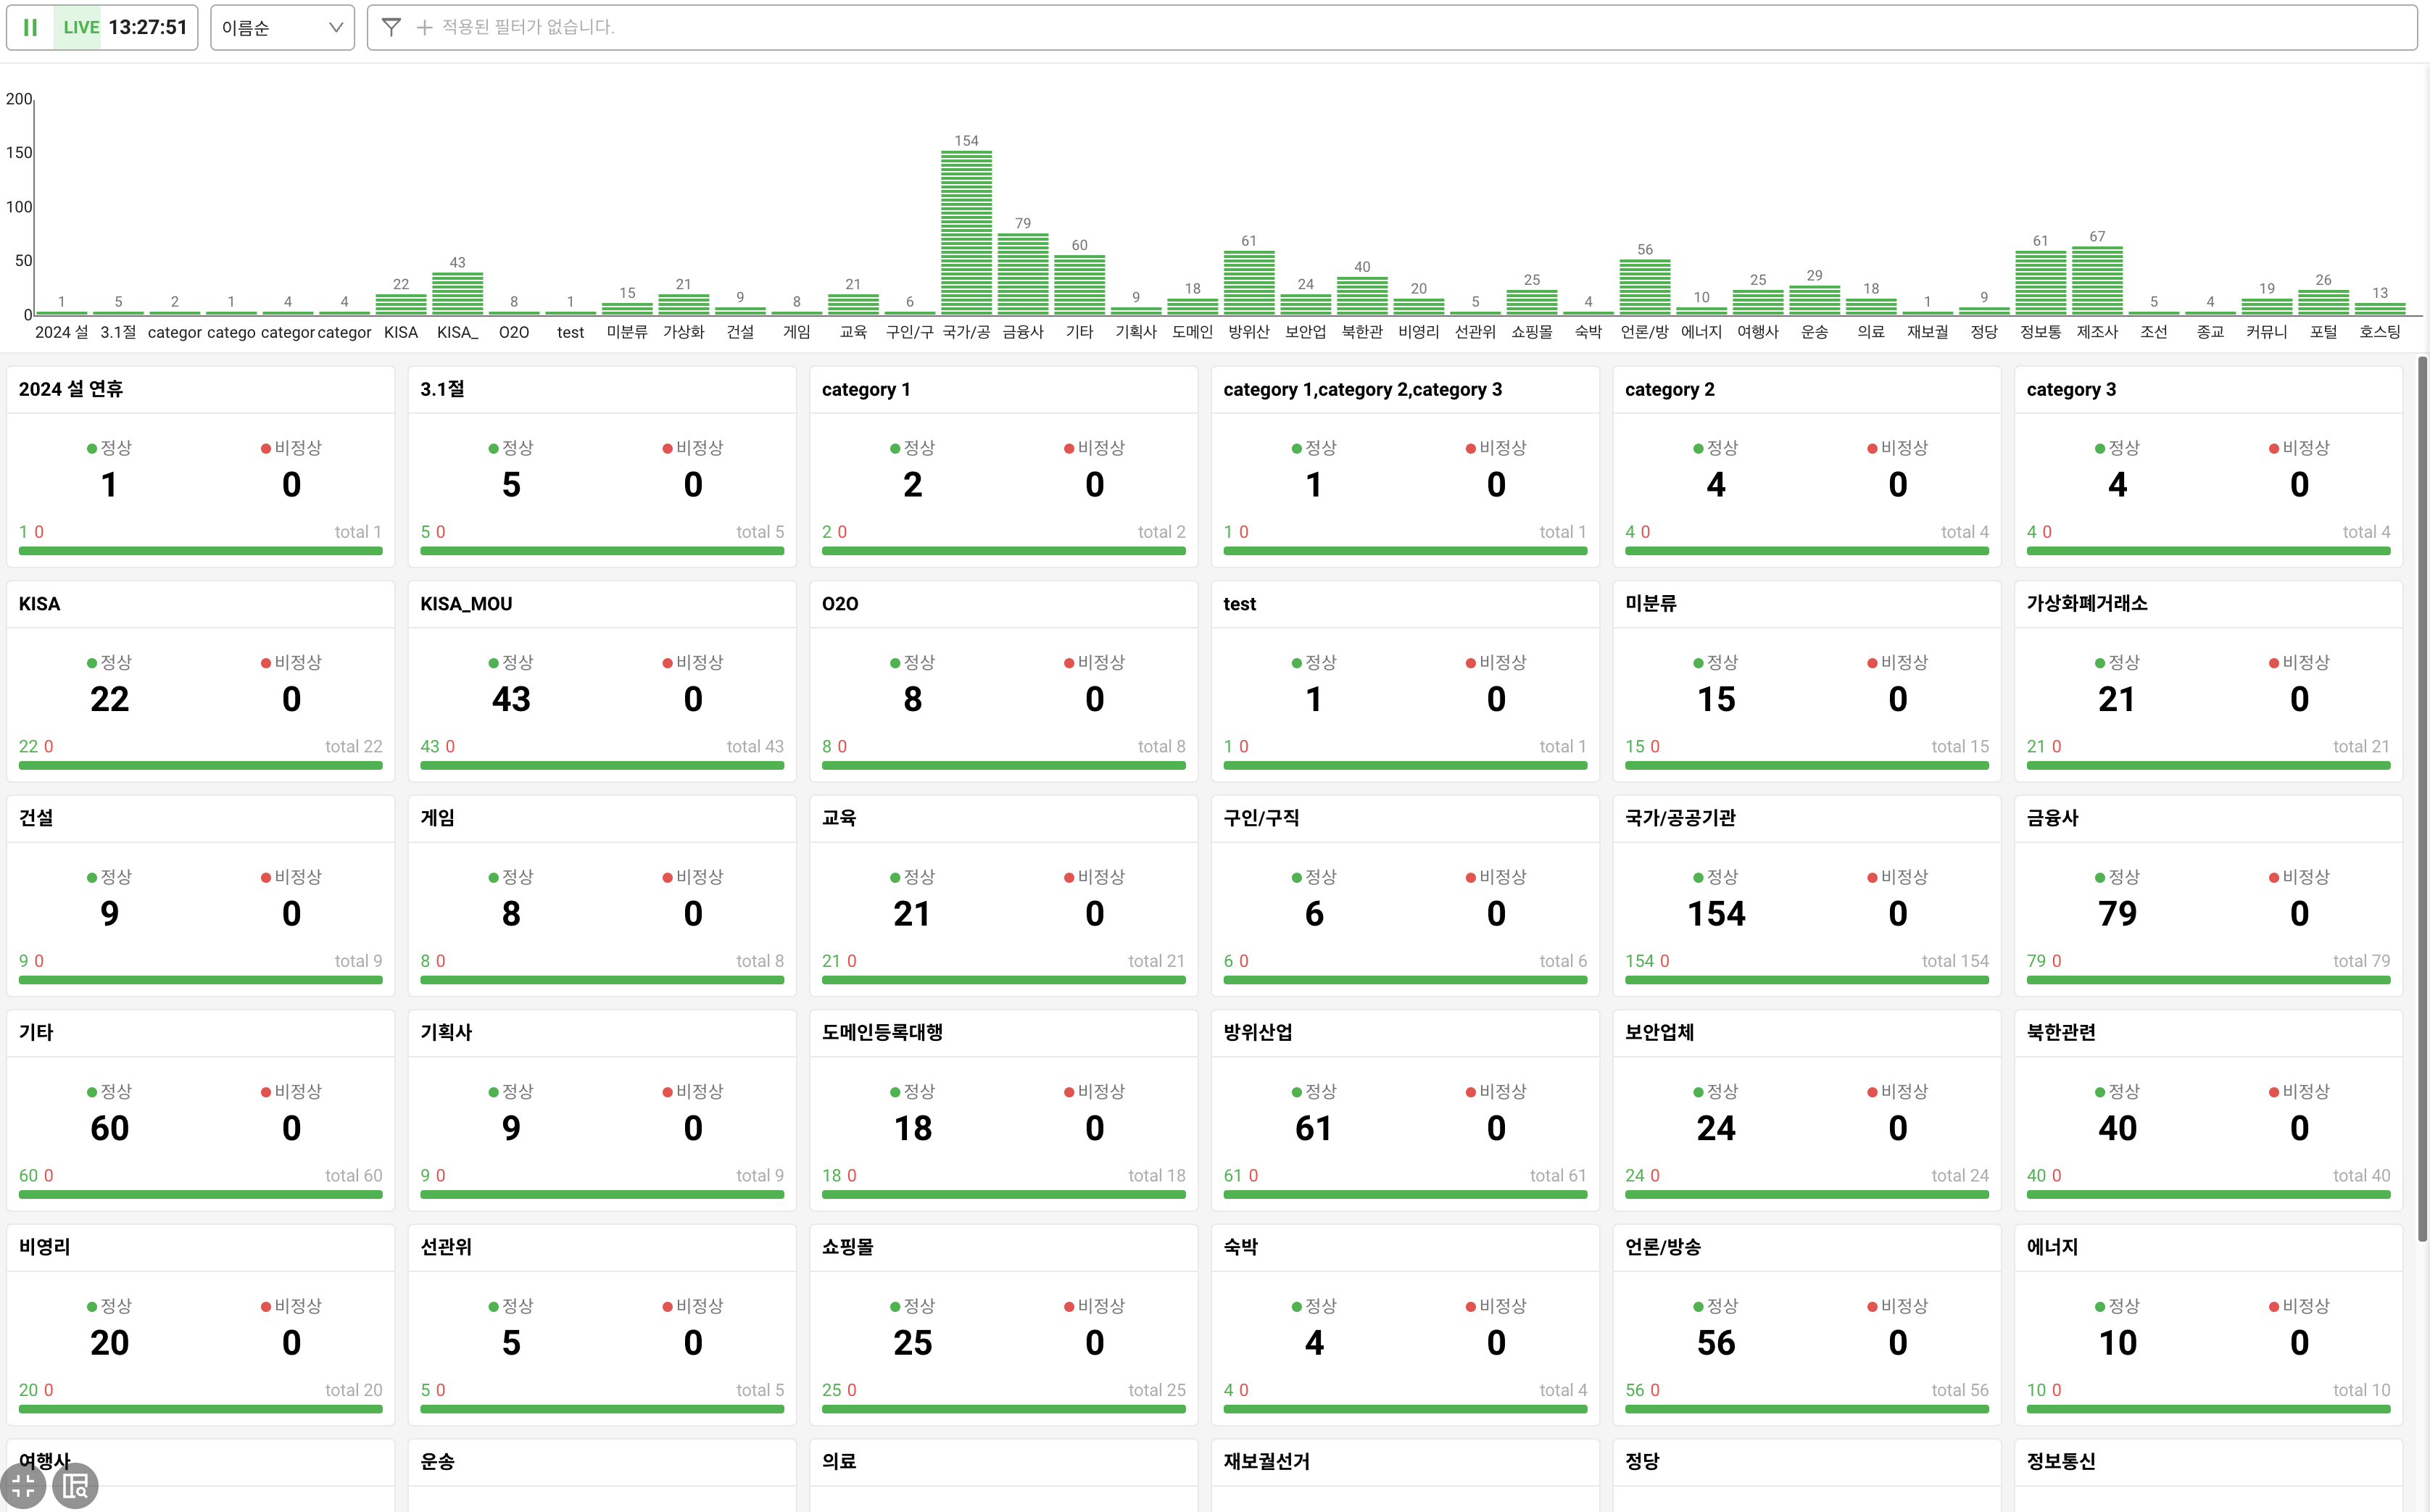 LIVE 13:27:51 이름순 적용된 필터가 없습니다.
200
150
100
50
0
1 5 2 1 4 4 22 43 8 1 15 21 9 8 21 6 154 79 60 9 18 61 24 40 20 5 25 4 56 10 25 29 18 1 9 61 67 5 4 19 26 13
2024 설 3.1절 categor catego categor categor KISA KISA_ O2O test 미분류 가상화 건설 게임 교육 구인/구 국가/공 금융사 기타 기획사 도메인 방위산 보안업 북한관 비영리 선관위 쇼핑몰 숙박 언론/방 에너지 여행사 운송 의료 재보궐 정당 정보통 제조사 조선 종교 커뮤니 포털 호스팅
2024 설 연휴 3.1절 category 1 category 1,category 2,category 3 category 2 category 3
정상 비정상 정상 비정상 정상 비정상 정상 비정상 정상 비정상 정상 비정상
1 0 5 0 2 0 1 0 4 0 4 0
1 0 total 1 5 0 total 5 2 0 total 2 1 0 total 1 4 0 total 4 4 0 total 4
KISA KISA_MOU O2O test 미분류 가상화폐거래소
정상 비정상 정상 비정상 정상 비정상 정상 비정상 정상 비정상 정상 비정상
22 0 43 0 8 0 1 0 15 0 21 0
22 0 total 22 43 0 total 43 8 0 total 8 1 0 total 1 15 0 total 15 21 0 total 21
건설 게임 교육 구인/구직 국가/공공기관 금융사
정상 비정상 정상 비정상 정상 비정상 정상 비정상 정상 비정상 정상 비정상
9 0 8 0 21 0 6 0 154 0 79 0
9 0 total 9 8 0 total 8 21 0 total 21 6 0 total 6 154 0 total 154 79 0 total 79
기타 기획사 도메인등록대행 방위산업 보안업체 북한관련
정상 비정상 정상 비정상 정상 비정상 정상 비정상 정상 비정상 정상 비정상
60 0 9 0 18 0 61 0 24 0 40 0
60 0 total 60 9 0 total 9 18 0 total 18 61 0 total 61 24 0 total 24 40 0 total 40
비영리 선관위 쇼핑몰 숙박 언론/방송 에너지
정상 비정상 정상 비정상 정상 비정상 정상 비정상 정상 비정상 정상 비정상
20 0 5 0 25 0 4 0 56 0 10 0
20 0 total 20 5 0 total 5 25 0 total 25 4 0 total 4 56 0 total 56 10 0 total 10
여행사 운송 의료 재보궐선거 정당 정보통신